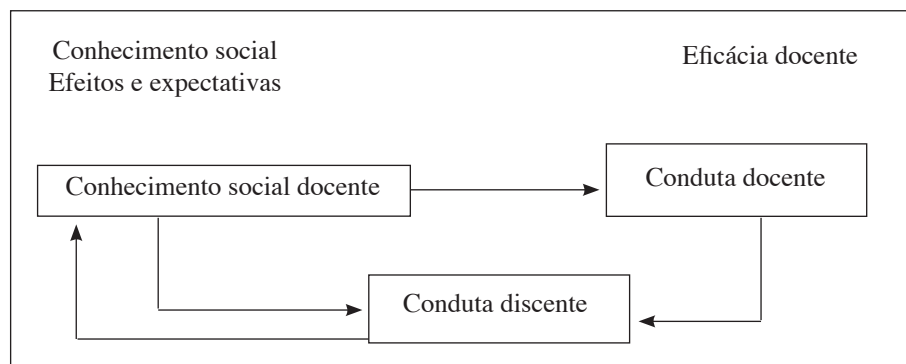 Conhecimento social
Efeitos e expectativas
Eficácia docente
Conhecimento social docente
Conduta docente
Conduta discente